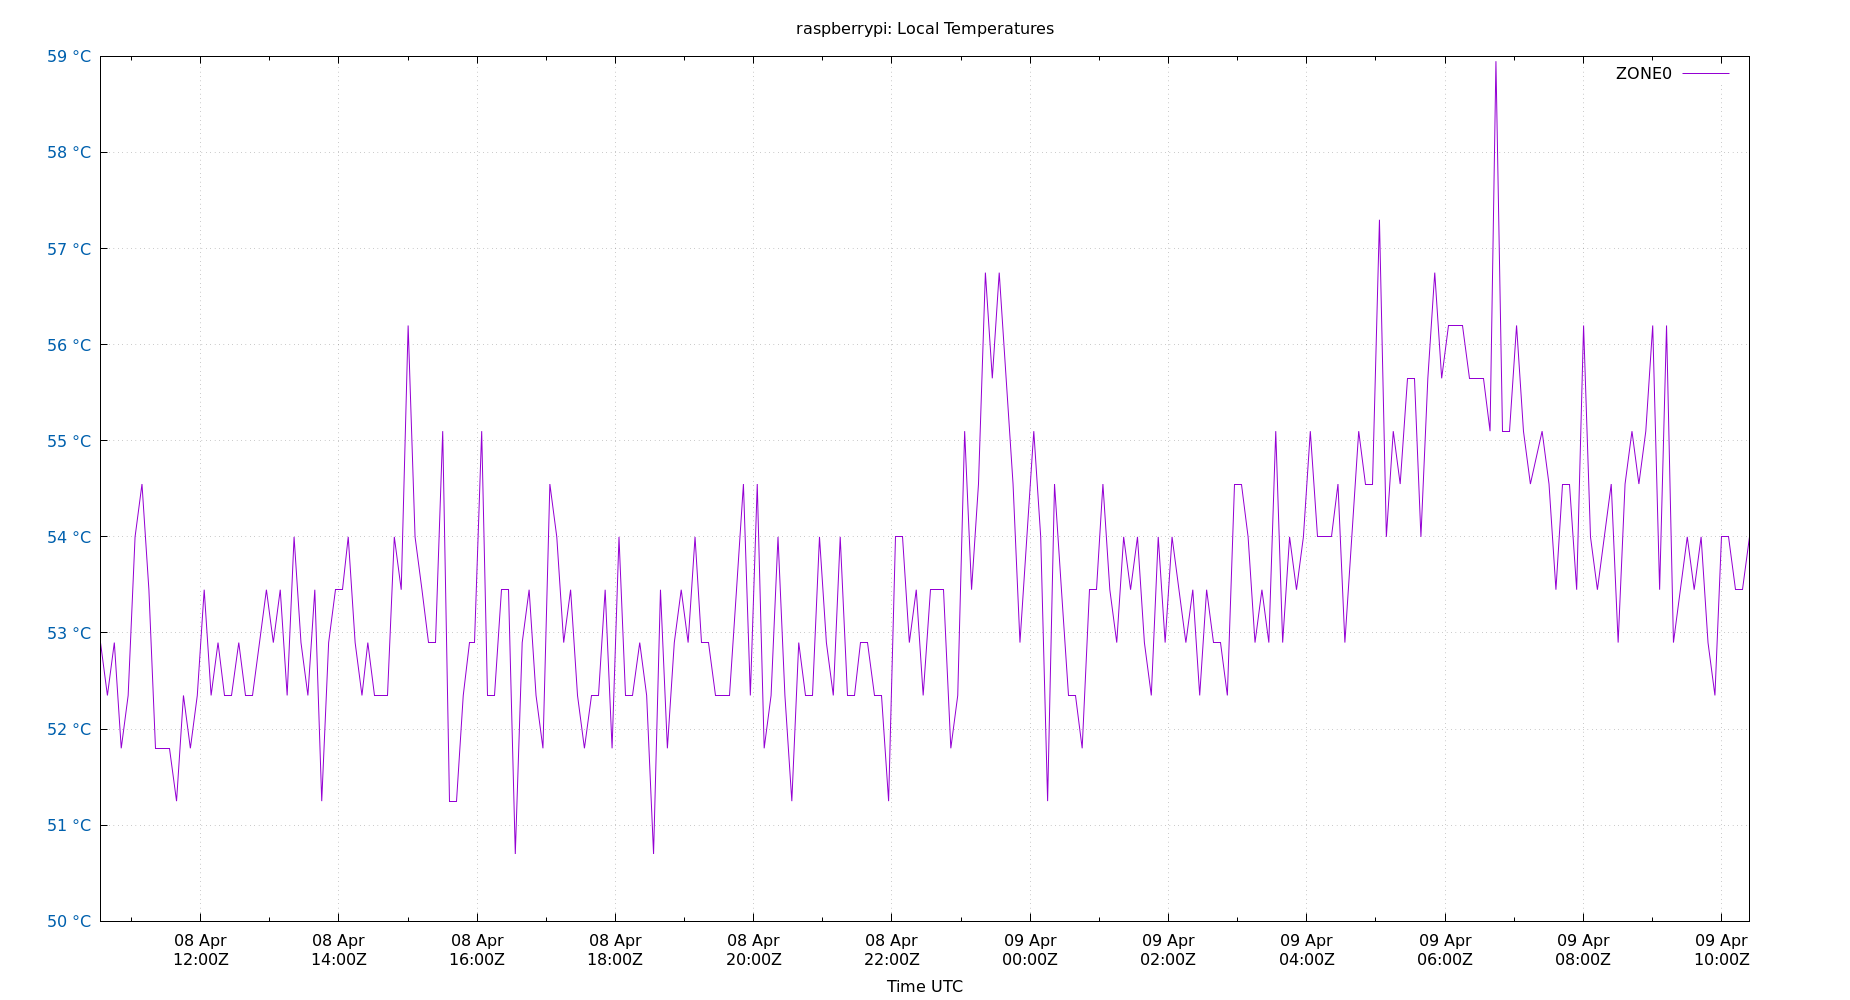 raspberrypi: Local Temperatures
59 °C
ZONE0
58 °C
57 °C
56 °C
55 °C
54 °C
53 °C
52 °C
51 °C
50 °C
08 Apr 08 Apr 08 Apr 08 Apr 08 Apr 08 Apr 09 Apr 09 Apr 09 Apr 09 Apr 09 Apr 09 Apr
12:00Z 14:00Z 16:00Z 18:00Z 20:00Z 22:00Z 00:00Z 02:00Z 04:00Z 06:00Z 08:00Z 10:00Z
Time UTC